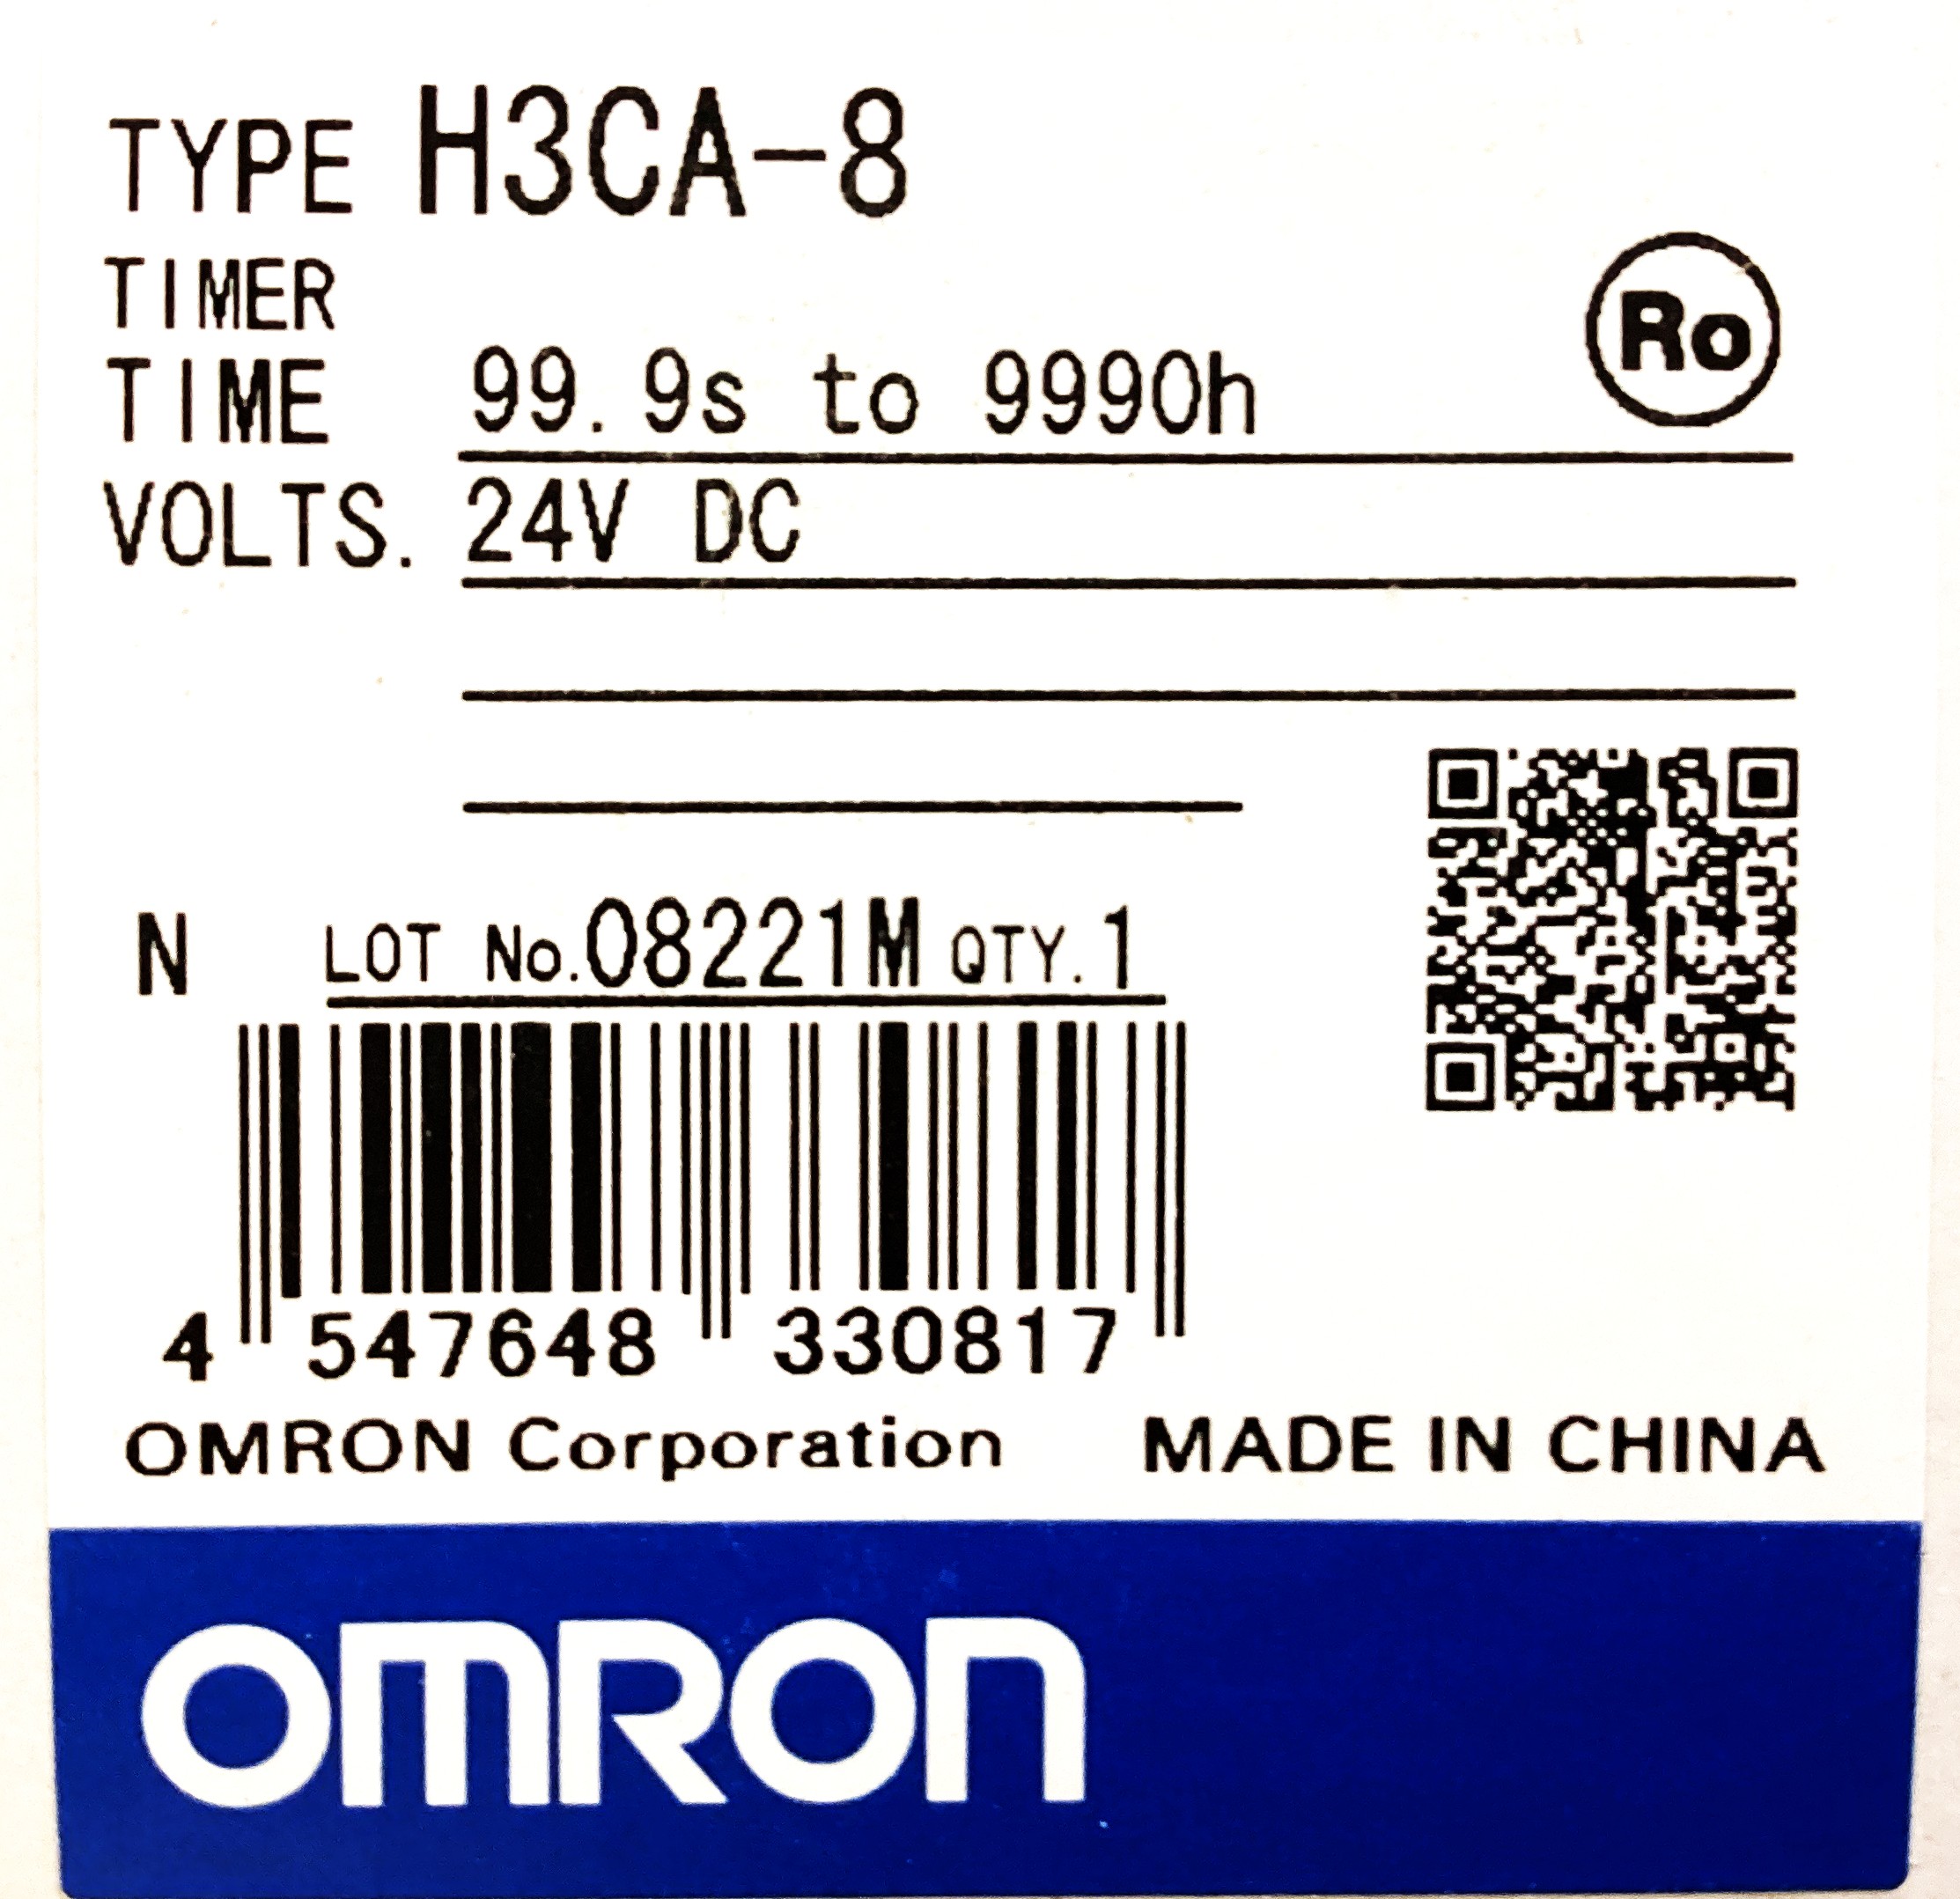 TYPE H3CA-8
TIMER
Ro
TIME 99.9s to 9990h
VOLTS. 24V DC
N LOT No.08221M QTY.1
4 547648 330817
OMRON Corporation MADE IN CHINA
OMRON